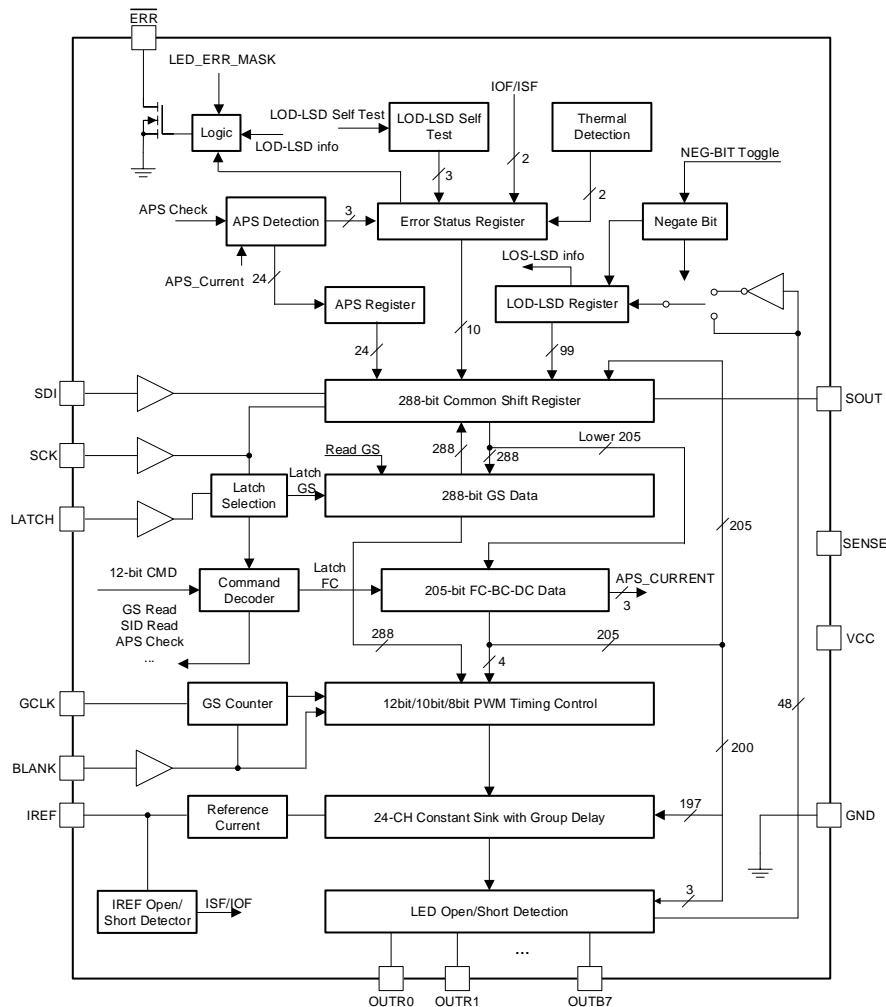 ERR
LED_ERR_MASK
IOF/ISF
LOD-LSD Self Test
LOD-LSD Self
Test
Thermal
Detection
Logic
LOD-LSD info
NEG-BIT Toggle
2
3
2
APS Check
APS Detection
3
Error Status Register
Negate Bit
LOS-LSD info
APS_Current
24
APS Register
LOD-LSD Register
10
24
99
SDI
288-bit Common Shift Register
SOUT
SCK
Read GS
288
288
Lower 205
Latch
Selection
Latch
GS
288-bit GS Data
LATCH
205
SENSE
12-bit CMD
Command
Decoder
Latch
FC
205-bit FC-BC-DC Data
APS_CURRENT
3
GS Read
SID Read
APS Check
...
288
205
4
VCC
GCLK
GS Counter
12bit/10bit/8bit PWM Timing Control
48
200
BLANK
IREF
Reference
Current
24-CH Constant Sink with Group Delay
197
GND
IREF Open/
Short Detector
ISF/IOF
LED Open/Short Detection
3
...
OUTR0
OUTR1
OUTB7